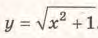 y = √(x² + 1)